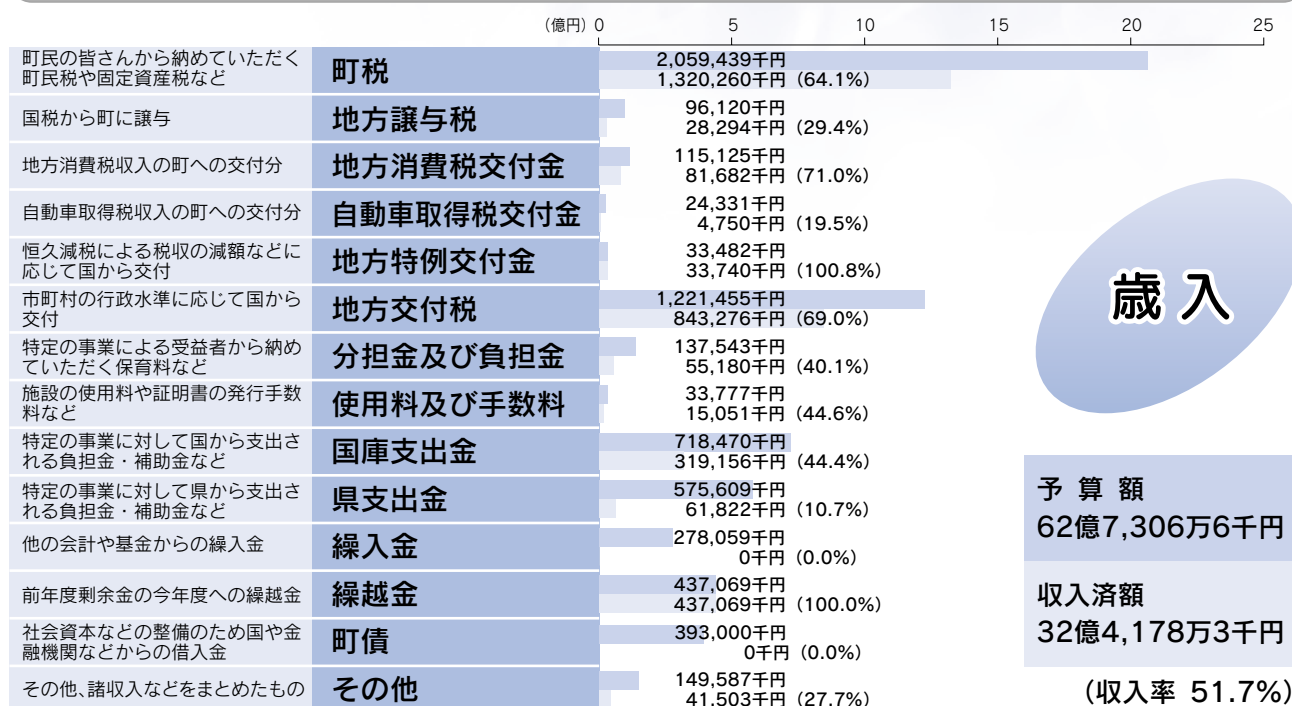 (億円) 0 5 10 15 20 25
町民の皆さんから納めていただく
町民税や固定資産税など
町税
2,059,439千円
1,320,260千円(64.1%)
国税から町に譲与
地方譲与税
96,120千円
28,294千円(29.4%)
地方消費税収入の町への交付分
地方消費税交付金
115,125千円
81,682千円(71.0%)
自動車取得税収入の町への交付分
自動車取得税交付金
24,331千円
4,750千円(19.5%)
恒久減税による税収の減額などに
応じて国から交付
地方特例交付金
33,482千円
33,740千円(100.8%)
市町村の行政水準に応じて国から
交付
地方交付税
1,221,455千円
843,276千円(69.0%)
特定の事業による受益者から納め
ていただく保育料など
分担金及び負担金
137,543千円
55,180千円(40.1%)
施設の使用料や証明書の発行手数
料など
使用料及び手数料
33,777千円
15,051千円(44.6%)
特定の事業に対して国から支出さ
れる負担金・補助金など
国庫支出金
718,470千円
319,156千円(44.4%)
特定の事業に対して県から支出さ
れる負担金・補助金など
県支出金
575,609千円
61,822千円(10.7%)
他の会計や基金からの繰入金
繰入金
278,059千円
0千円(0.0%)
前年度剰余金の今年度への繰越金
繰越金
437,069千円
437,069千円(100.0%)
社会資本などの整備のため国や金
融機関などからの借入金
町債
393,000千円
0千円(0.0%)
その他、諸収入などをまとめたもの
その他
149,587千円
41,503千円(27.7%)
歳入
予算額
62億7,306万6千円
収入済額
32億4,178万3千円
(収入率 51.7%)